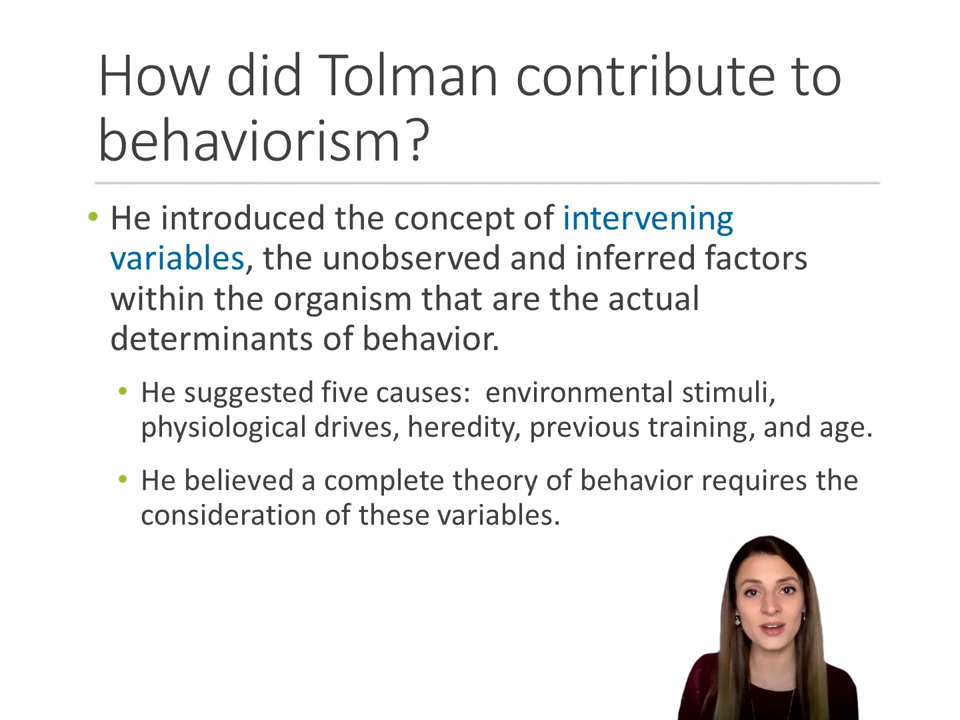 How did Tolman contribute to
behaviorism?
• He introduced the concept of intervening
variables, the unobserved and inferred factors
within the organism that are the actual
determinants of behavior.
• He suggested five causes:  environmental stimuli,
physiological drives, heredity, previous training, and age.
• He believed a complete theory of behavior requires the
consideration of these variables.